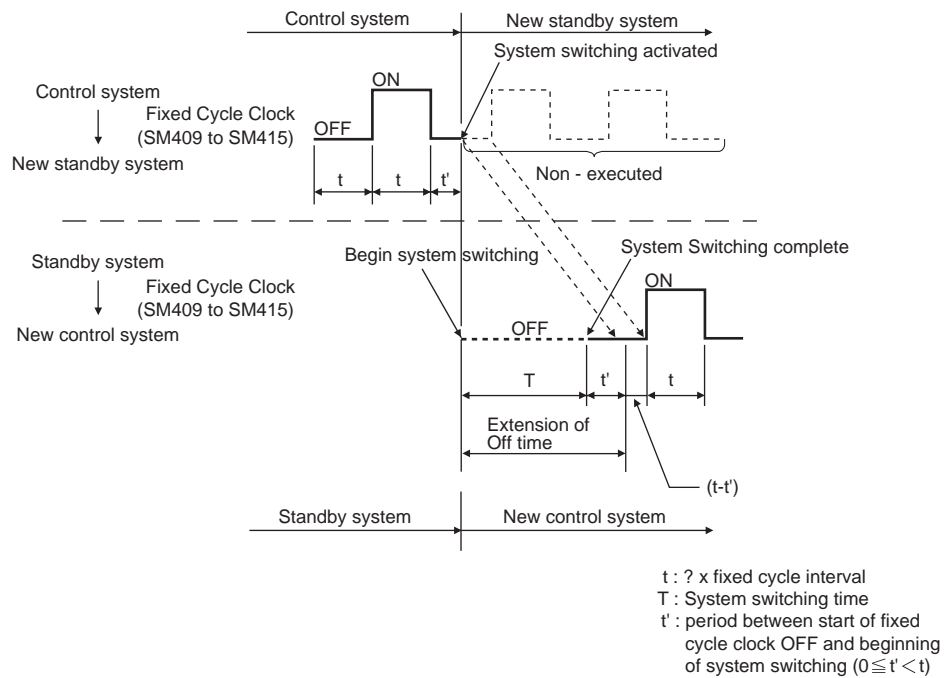 Control system
New standby system
System switching activated
ON
Control system
Fixed Cycle Clock
(SM409 to SM415)
OFF
New standby system
Non - executed
t
t
t'
Begin system switching
System Switching complete
Standby system
Fixed Cycle Clock
(SM409 to SM415)
ON
New control system
OFF
T
t'
t
Extension of
Off time
(t-t')
Standby system
New control system
t : ? x fixed cycle interval
T : System switching time
t' : period between start of fixed
cycle clock OFF and beginning
of system switching (0≦t'<t)